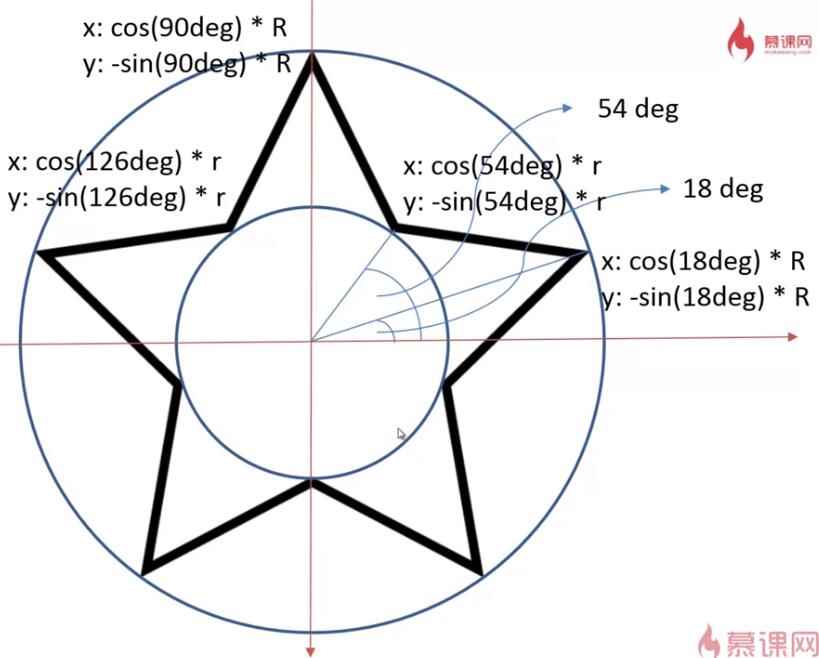 x: cos(90deg) * R
y: -sin(90deg) * R
慕课网
54 deg
x: cos(126deg) * r
y: -sin(126deg) * r
x: cos(54deg) * r
y: -sin(54deg) * r
18 deg
x: cos(18deg) * R
y: -sin(18deg) * R
慕课网